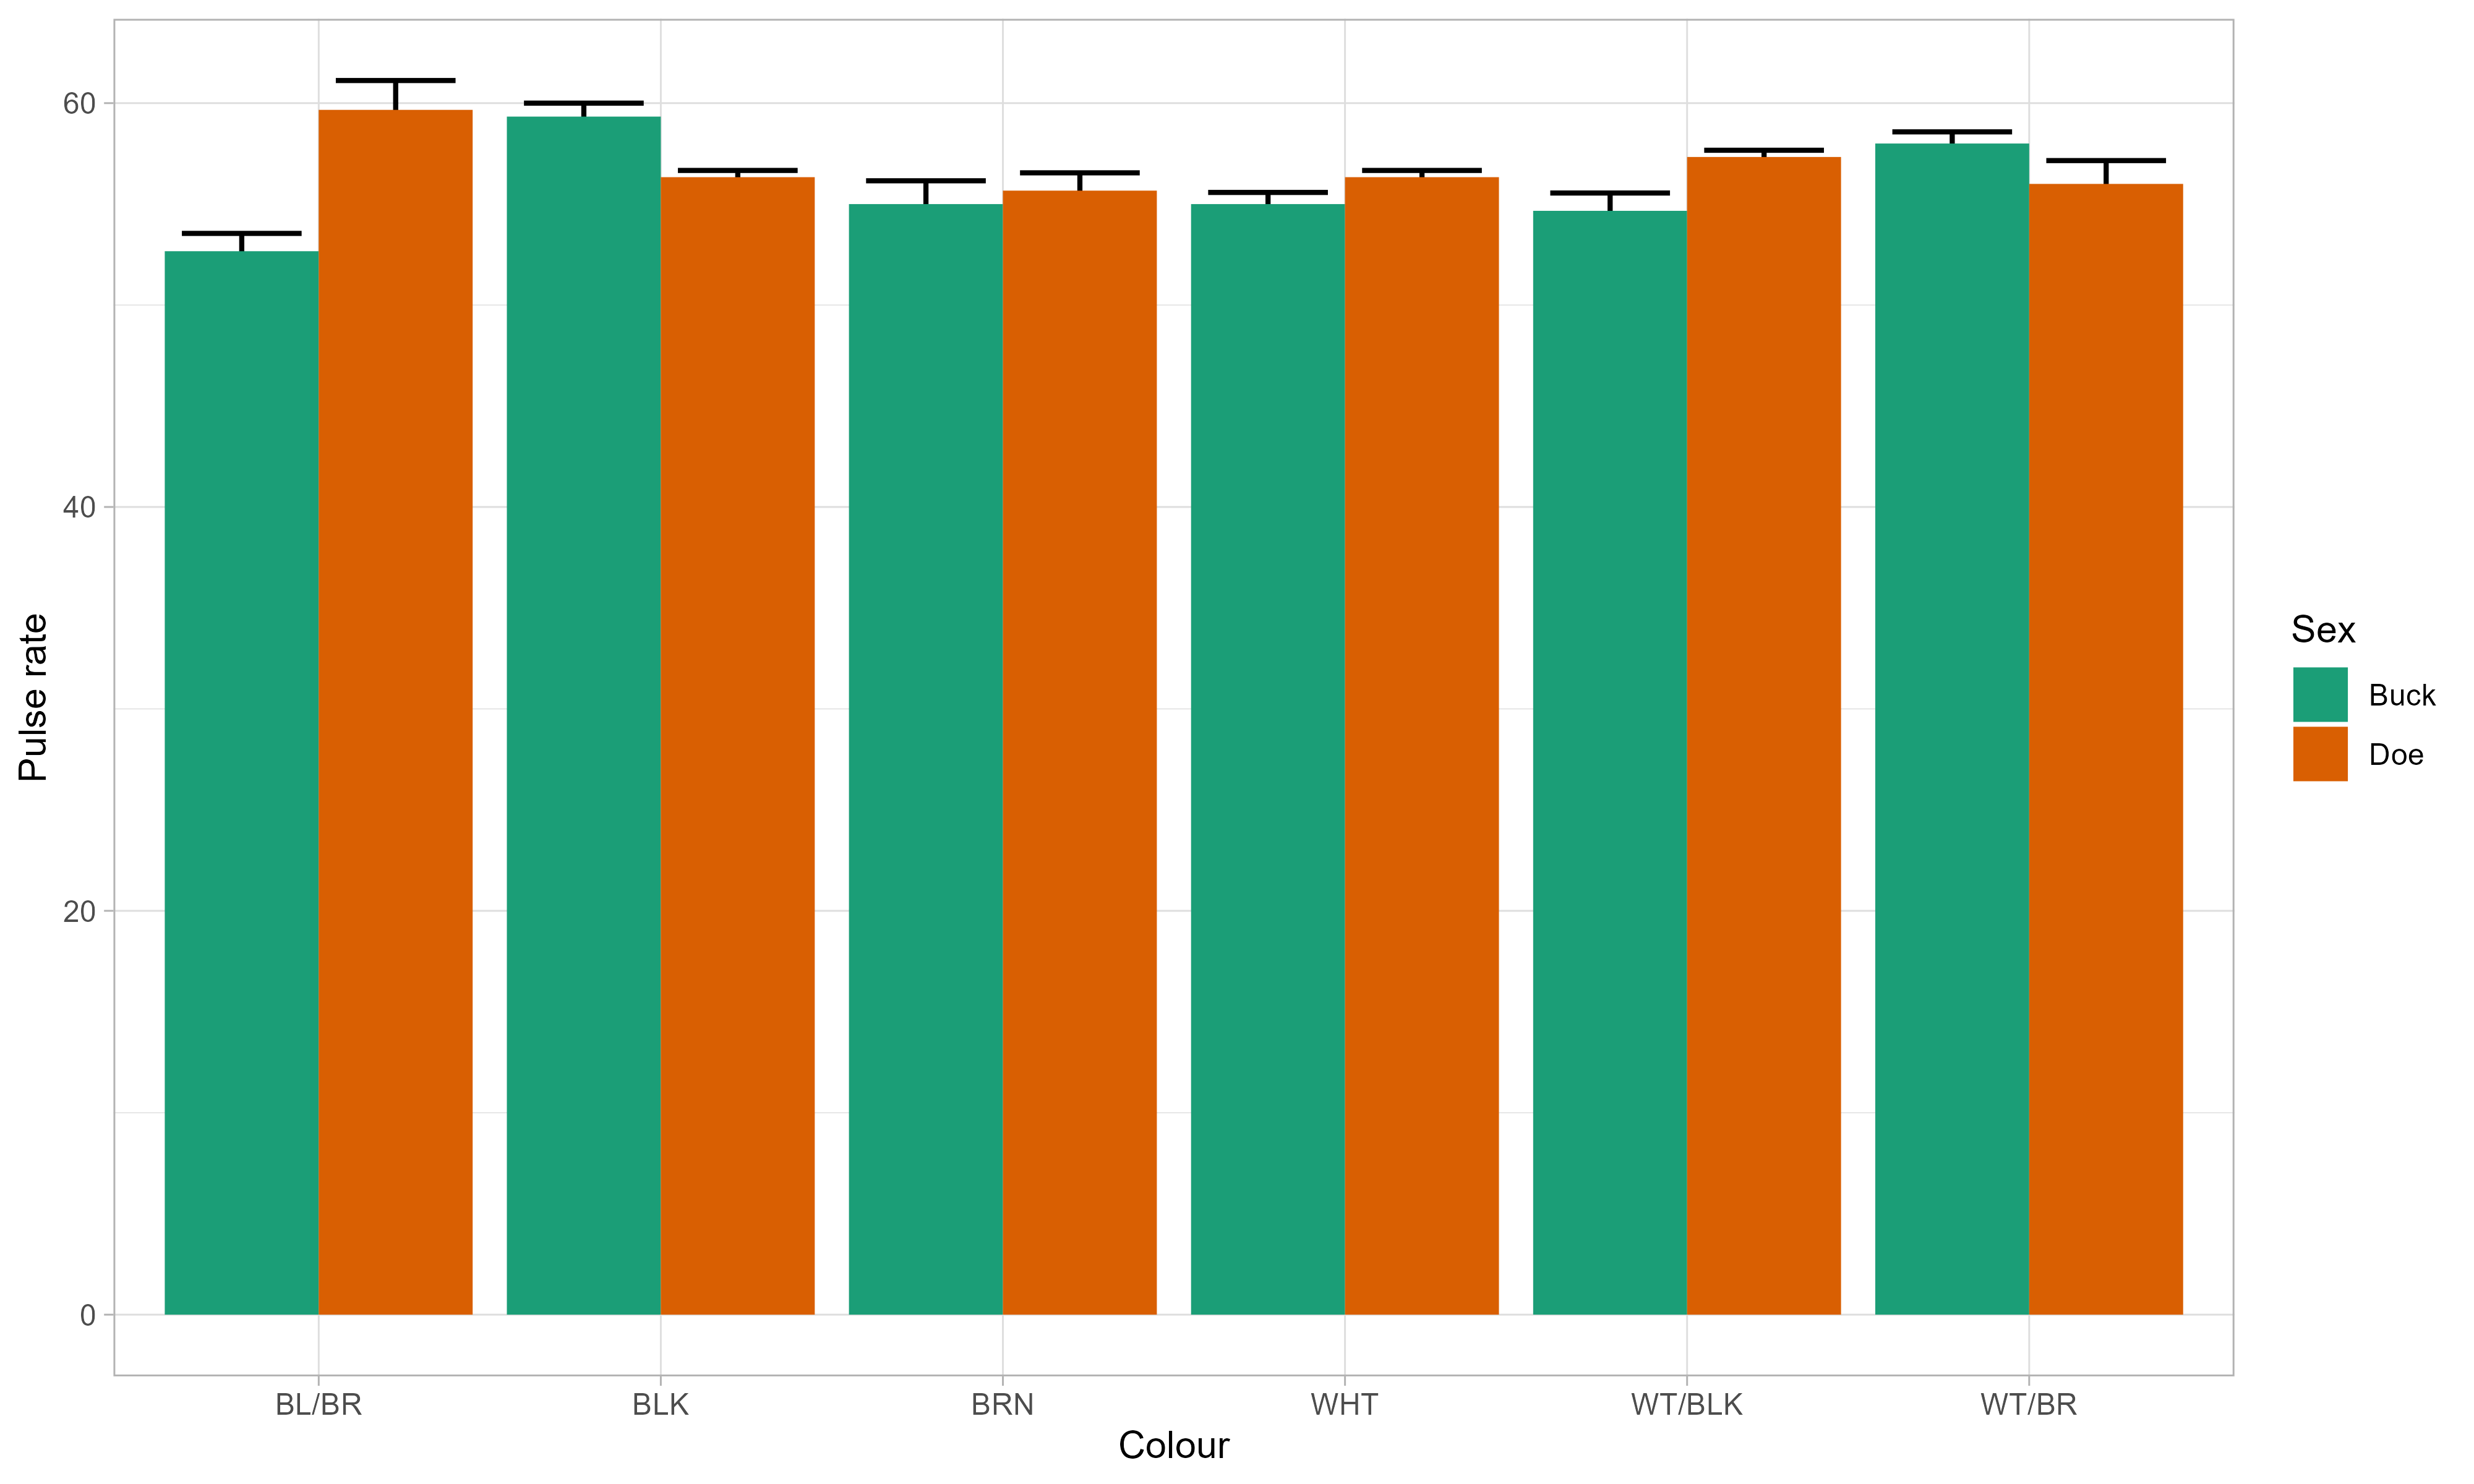 60
40
20
0
Pulse rate
BL/BR
BLK
BRN
WHT
WT/BLK
WT/BR
Colour
Sex
Buck
Doe